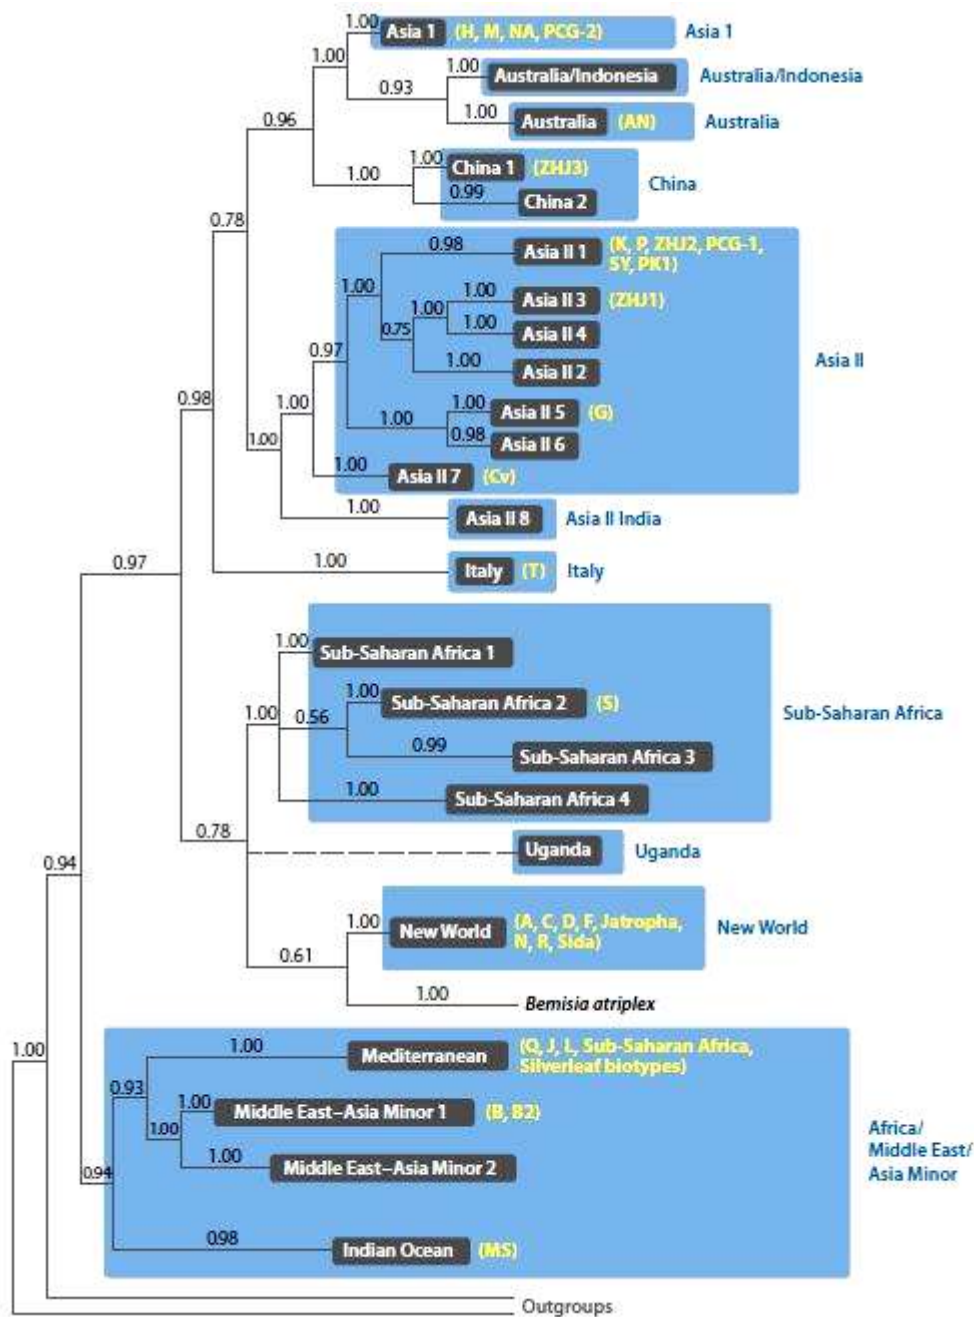 1.00
Asia 1 (H, M, NA, PCG-2) Asia 1
1.00
1.00
Australia/Indonesia Australia/Indonesia
0.93
1.00
Australia (AN) Australia
0.96
1.00
China 1 (ZHJ3)
1.00
China
0.99
China 2
0.78
0.98
Asia II 1 (K, P, ZHJ2, PCG-1,
SY, PK1)
1.00
1.00
Asia II 3 (ZHJ1)
1.00
0.75
1.00
Asia II 4
0.97
Asia II
1.00
Asia II 2
0.98
1.00
1.00
Asia II 5 (G)
1.00
0.98
Asia II 6
1.00
1.00
Asia II 7 (Cv)
1.00
Asia II 8 Asia II India
0.97
1.00
Italy (T) Italy
1.00
Sub-Saharan Africa 1
1.00
Sub-Saharan Africa 2 (S)
1.00
0.56
Sub-Saharan Africa
0.99
Sub-Saharan Africa 3
1.00
Sub-Saharan Africa 4
0.78
Uganda Uganda
0.94
1.00
New World (A, C, D, F, Jatropha,
N, R, Sida)
New World
0.61
1.00
Bemisia atriplex
1.00
1.00
Mediterranean (Q, J, L, Sub-Saharan Africa,
Silverleaf biotypes)
0.93
1.00
Middle East–Asia Minor 1 (B, B2)
1.00
Africa/
Middle East/
Asia Minor
1.00
Middle East–Asia Minor 2
0.94
0.98
Indian Ocean (MS)
Outgroups